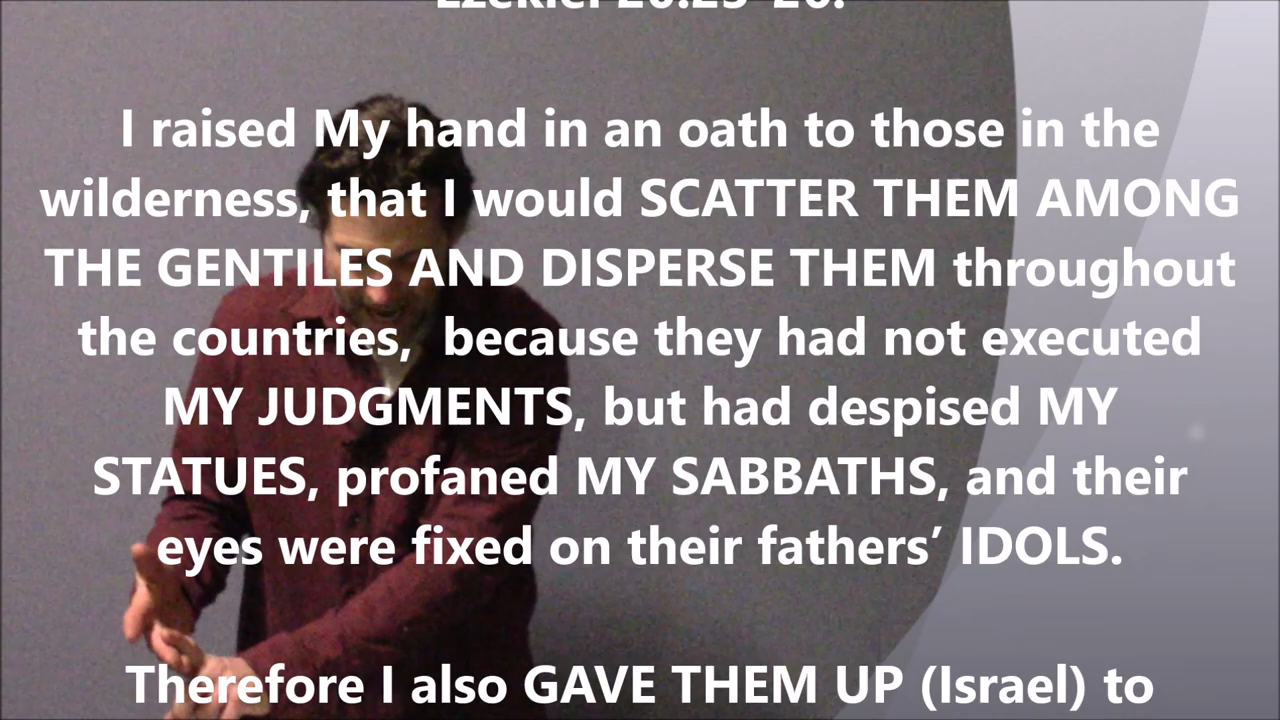 Ezekiel
I raised My hand in an oath to those in the
wilderness, that I would SCATTER THEM AMONG
THE GENTILES AND DISPERSE THEM throughout
the countries, because they had not executed
MY JUDGMENTS, but had despised MY
STATUES, profaned MY SABBATHS, and their
eyes were fixed on their fathers’ IDOLS.
Therefore I also GAVE THEM UP (Israel) to